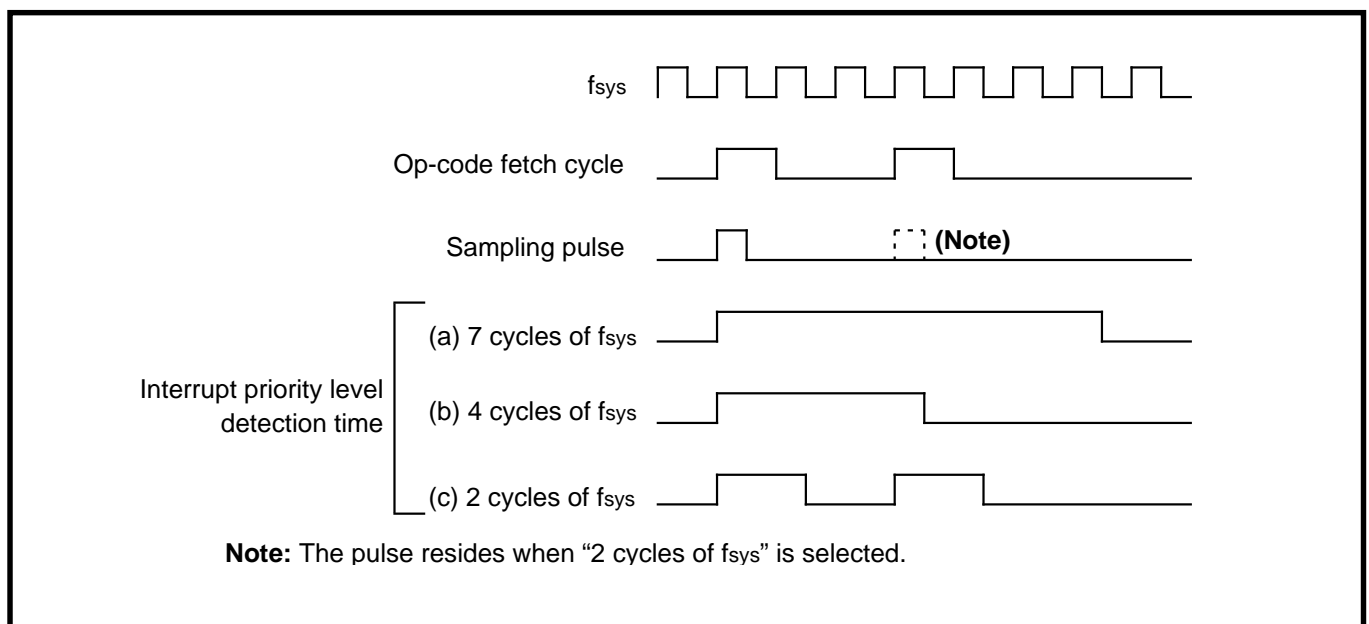 fsys
Op-code fetch cycle
Sampling pulse
(Note)
(a) 7 cycles of fsys
Interrupt priority level
detection time
(b) 4 cycles of fsys
(c) 2 cycles of fsys
Note: The pulse resides when “2 cycles of fsys” is selected.